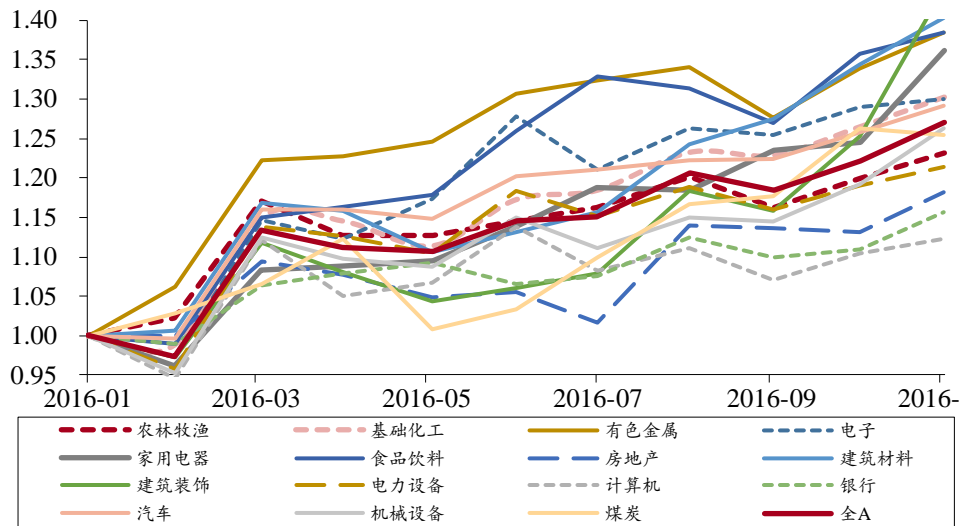 1.40
1.35
1.30
1.25
1.20
1.15
1.10
1.05
1.00
0.95
2016-01 2016-03 2016-05 2016-07 2016-09 2016-
农林牧渔 基础化工 有色金属 电子
家用电器 食品饮料 房地产 建筑材料
建筑装饰 电力设备 计算机 银行
汽车 机械设备 煤炭 全A